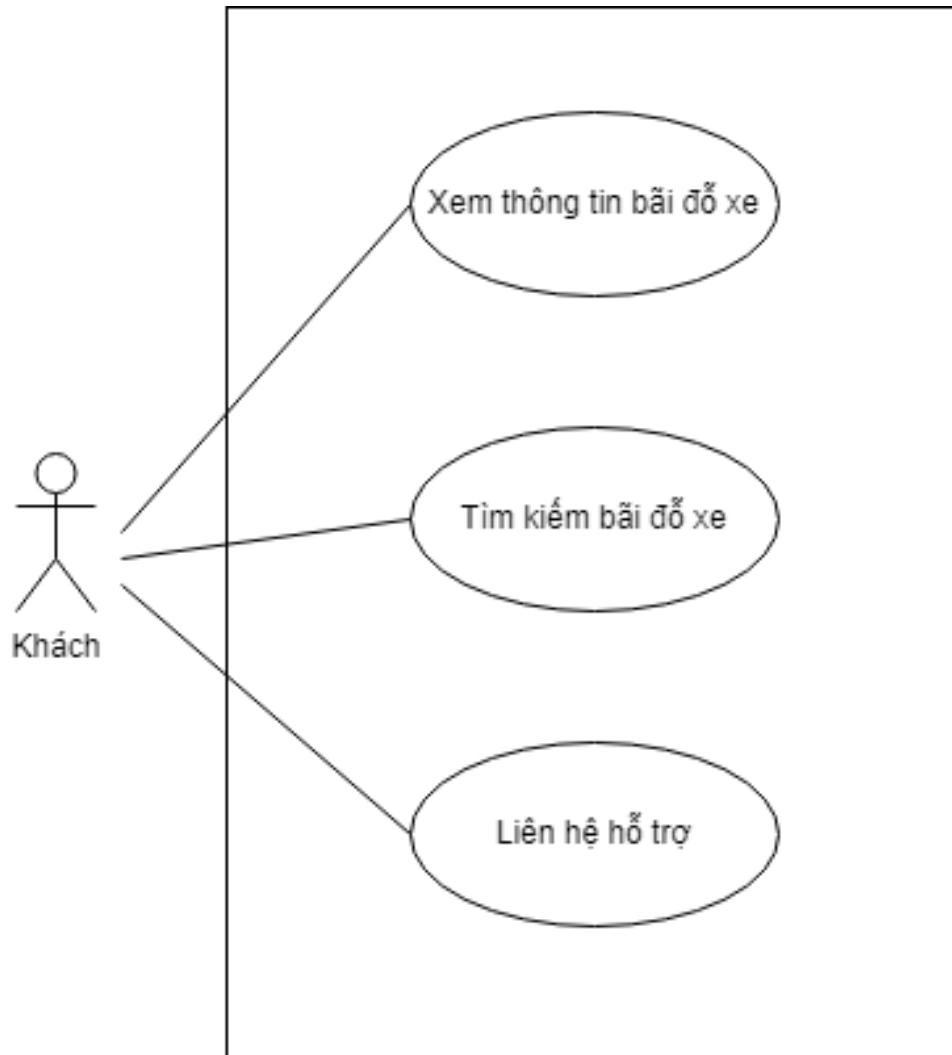 Xem thông tin bãi đỗ xe
Tìm kiếm bãi đỗ xe
Khách
Liên hệ hỗ trợ